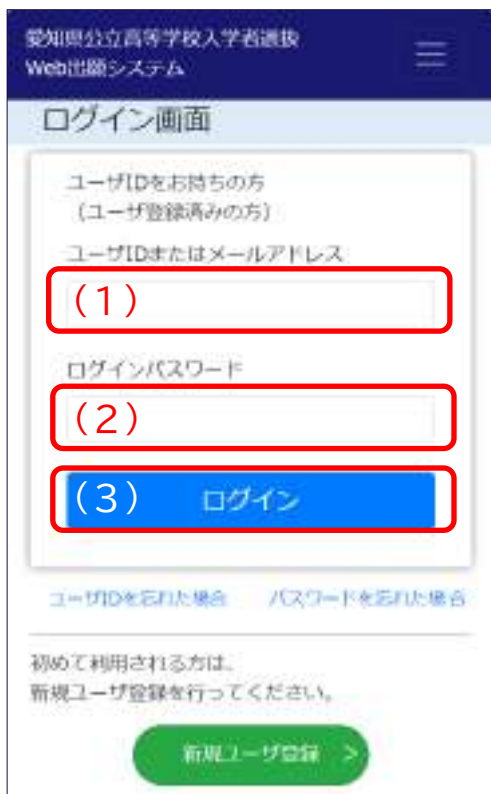 愛知県公立高等学校入学者選抜
Web出願システム
ログイン画面
ユーザIDをお持ちの方
（ユーザ登録済みの方）
ユーザIDまたはメールアドレス
（1）
ログインパスワード
（2）
（3） ログイン
ユーザIDを忘れた場合 パスワードを忘れた場合
初めて利用される方は、
新規ユーザ登録を行ってください。
新規ユーザ登録 >